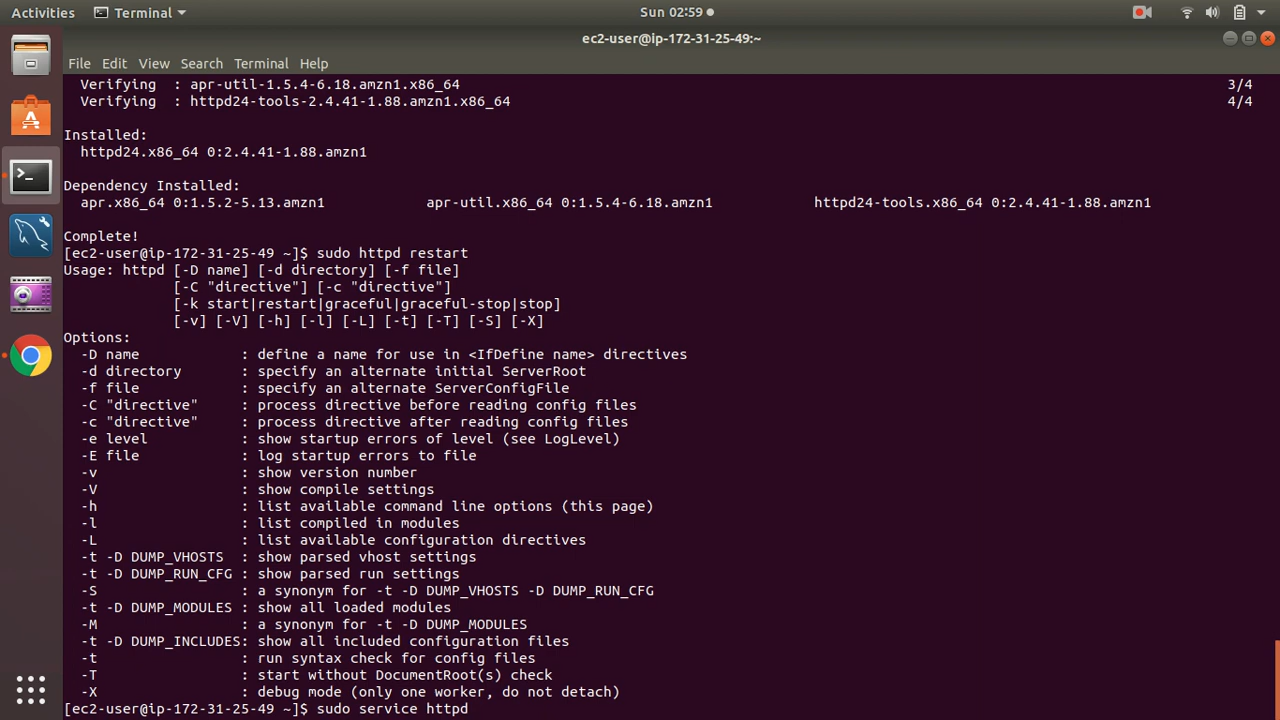 Activities Terminal Sun 02:59
ec2-user@ip-172-31-25-49:~
File Edit View Search Terminal Help
Verifying : apr-util-1.5.4-6.18.amzn1.x86_64 3/4
Verifying : httpd24-tools-2.4.41-1.88.amzn1.x86_64 4/4
Installed:
httpd24.x86_64 0:2.4.41-1.88.amzn1
Dependency Installed:
apr.x86_64 0:1.5.2-5.13.amzn1 apr-util.x86_64 0:1.5.4-6.18.amzn1 httpd24-tools.x86_64 0:2.4.41-1.88.amzn1
Complete!
[ec2-user@ip-172-31-25-49 ~]$ sudo httpd restart
Usage: httpd [-D name] [-d directory] [-f file]
[-C "directive"] [-c "directive"]
[-k start|restart|graceful|graceful-stop|stop]
[-v] [-V] [-h] [-l] [-L] [-t] [-T] [-S] [-X]
Options:
-D name : define a name for use in <IfDefine name> directives
-d directory : specify an alternate initial ServerRoot
-f file : specify an alternate ServerConfigFile
-C "directive" : process directive before reading config files
-c "directive" : process directive after reading config files
-e level : show startup errors of level (see LogLevel)
-E file : log startup errors to file
-v : show version number
-V : show compile settings
-h : list available command line options (this page)
-l : list compiled in modules
-L : list available configuration directives
-t -D DUMP_VHOSTS : show parsed vhost settings
-t -D DUMP_RUN_CFG : show parsed run settings
-S : a synonym for -t -D DUMP_VHOSTS -D DUMP_RUN_CFG
-t -D DUMP_MODULES : show all loaded modules
-M : a synonym for -t -D DUMP_MODULES
-t -D DUMP_INCLUDES: show all included configuration files
-t : run syntax check for config files
-T : start without DocumentRoot(s) check
-X : debug mode (only one worker, do not detach)
[ec2-user@ip-172-31-25-49 ~]$ sudo service httpd